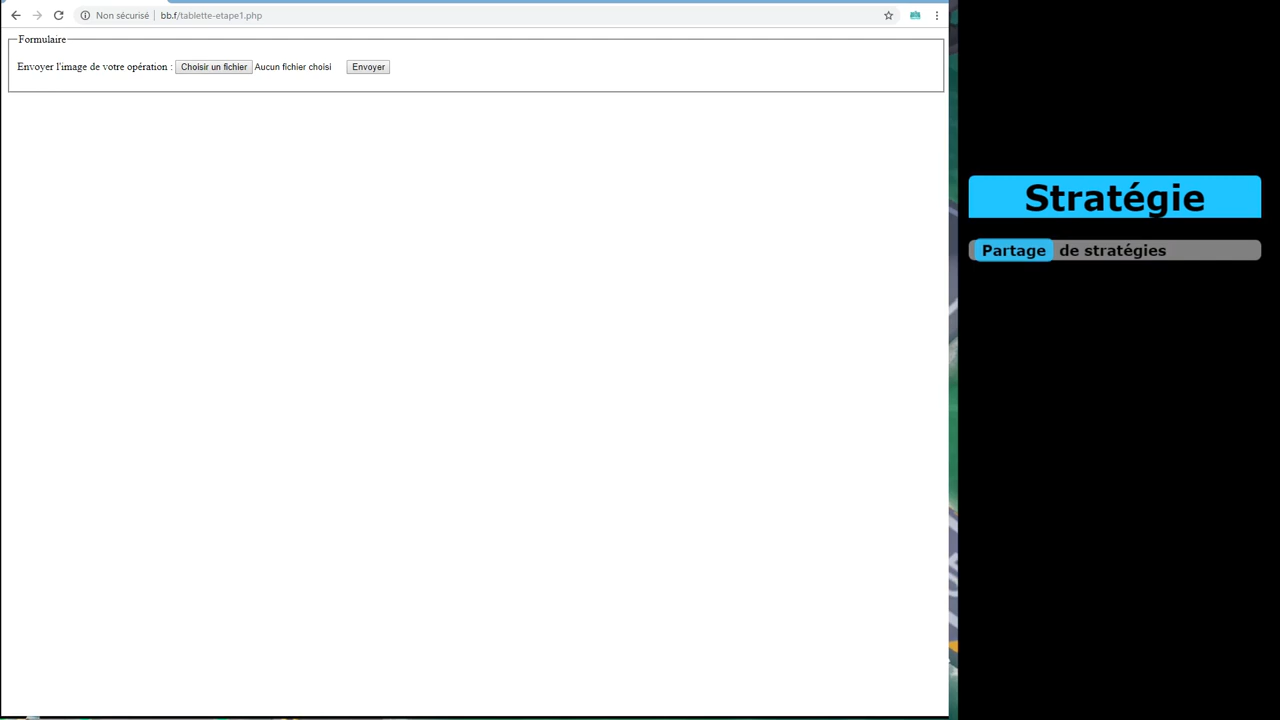 Non sécurisé bb.f/tablette-etape1.php
Formulaire
Envoyer l'image de votre opération : Choisir un fichier Aucun fichier choisi Envoyer
Stratégie
Partage de stratégies